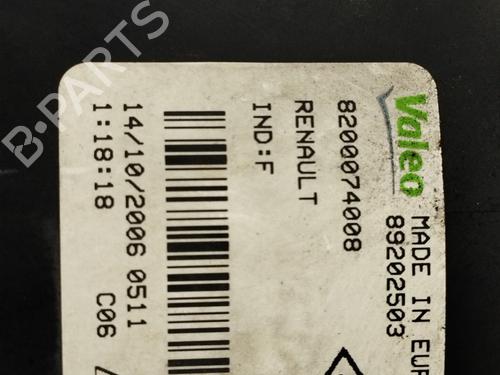 Valeo
MADE IN EUR
89202503
8200074008
RENAULT
IND:F
14/10/2006 0511
1:18:18 C06
B-PARTS